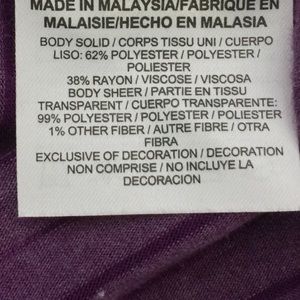 MADE IN MALAYSIA/FABRIQUE EN
MALAISIE/HECHO EN MALASIA
BODY SOLID / CORPS TISSU UNI / CUERPO
LISO: 62% POLYESTER / POLYESTER /
POLIESTER
38% RAYON / VISCOSE / VISCOSA
BODY SHEER / PARTIE EN TISSU
TRANSPARENT / CUERPO TRANSPARENTE:
99% POLYESTER / POLYESTER / POLIESTER
1% OTHER FIBER / AUTRE FIBRE / OTRA
FIBRA
EXCLUSIVE OF DECORATION / DECORATION
NON COMPRISE / NO INCLUYE LA
DECORACION